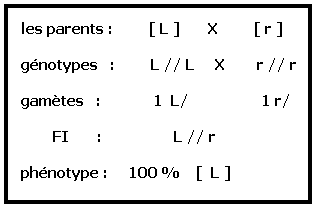 les parents : [ L ] X [ r ]
génotypes : L // L X r // r
gamètes : 1 L/ 1 r/
FI : L // r
phénotype : 100 % [ L ]